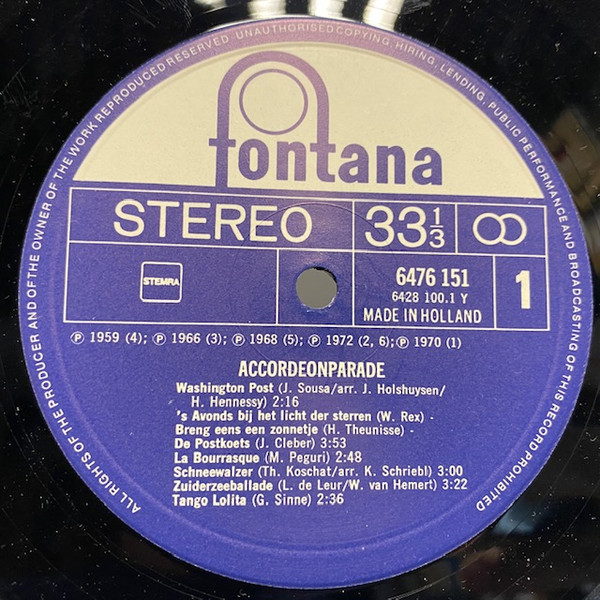 ALL RIGHTS OF THE PRODUCER AND OF THE OWNER OF THE WORK REPRODUCED RESERVED. UNAUTHORISED COPYING, HIRING, LENDING, PUBLIC PERFORMANCE AND BROADCASTING OF THIS RECORD PROHIBITED
fontana
STEREO 33 1/3
STEMRA
6476 151
6428 100.1 Y
MADE IN HOLLAND
1
Ⓟ 1959 (4); Ⓟ 1966 (3); Ⓟ 1968 (5); Ⓟ 1972 (2, 6); Ⓟ 1970 (1)
ACCORDEONPARADE
Washington Post (J. Sousa/arr. J. Holshuysen/
H. Hennessy) 2:16
's Avonds bij het licht der sterren (W. Rex) -
Breng eens een zonnetje (H. Theunisse) -
De Postkoets (J. Cleber) 3:53
La Bourrasque (M. Peguri) 2:48
Schneewalzer (Th. Koschat/arr. K. Schriebl) 3:00
Zuiderzeeballade (L. de Leur/W. van Hemert) 3:22
Tango Lolita (G. Sinne) 2:36